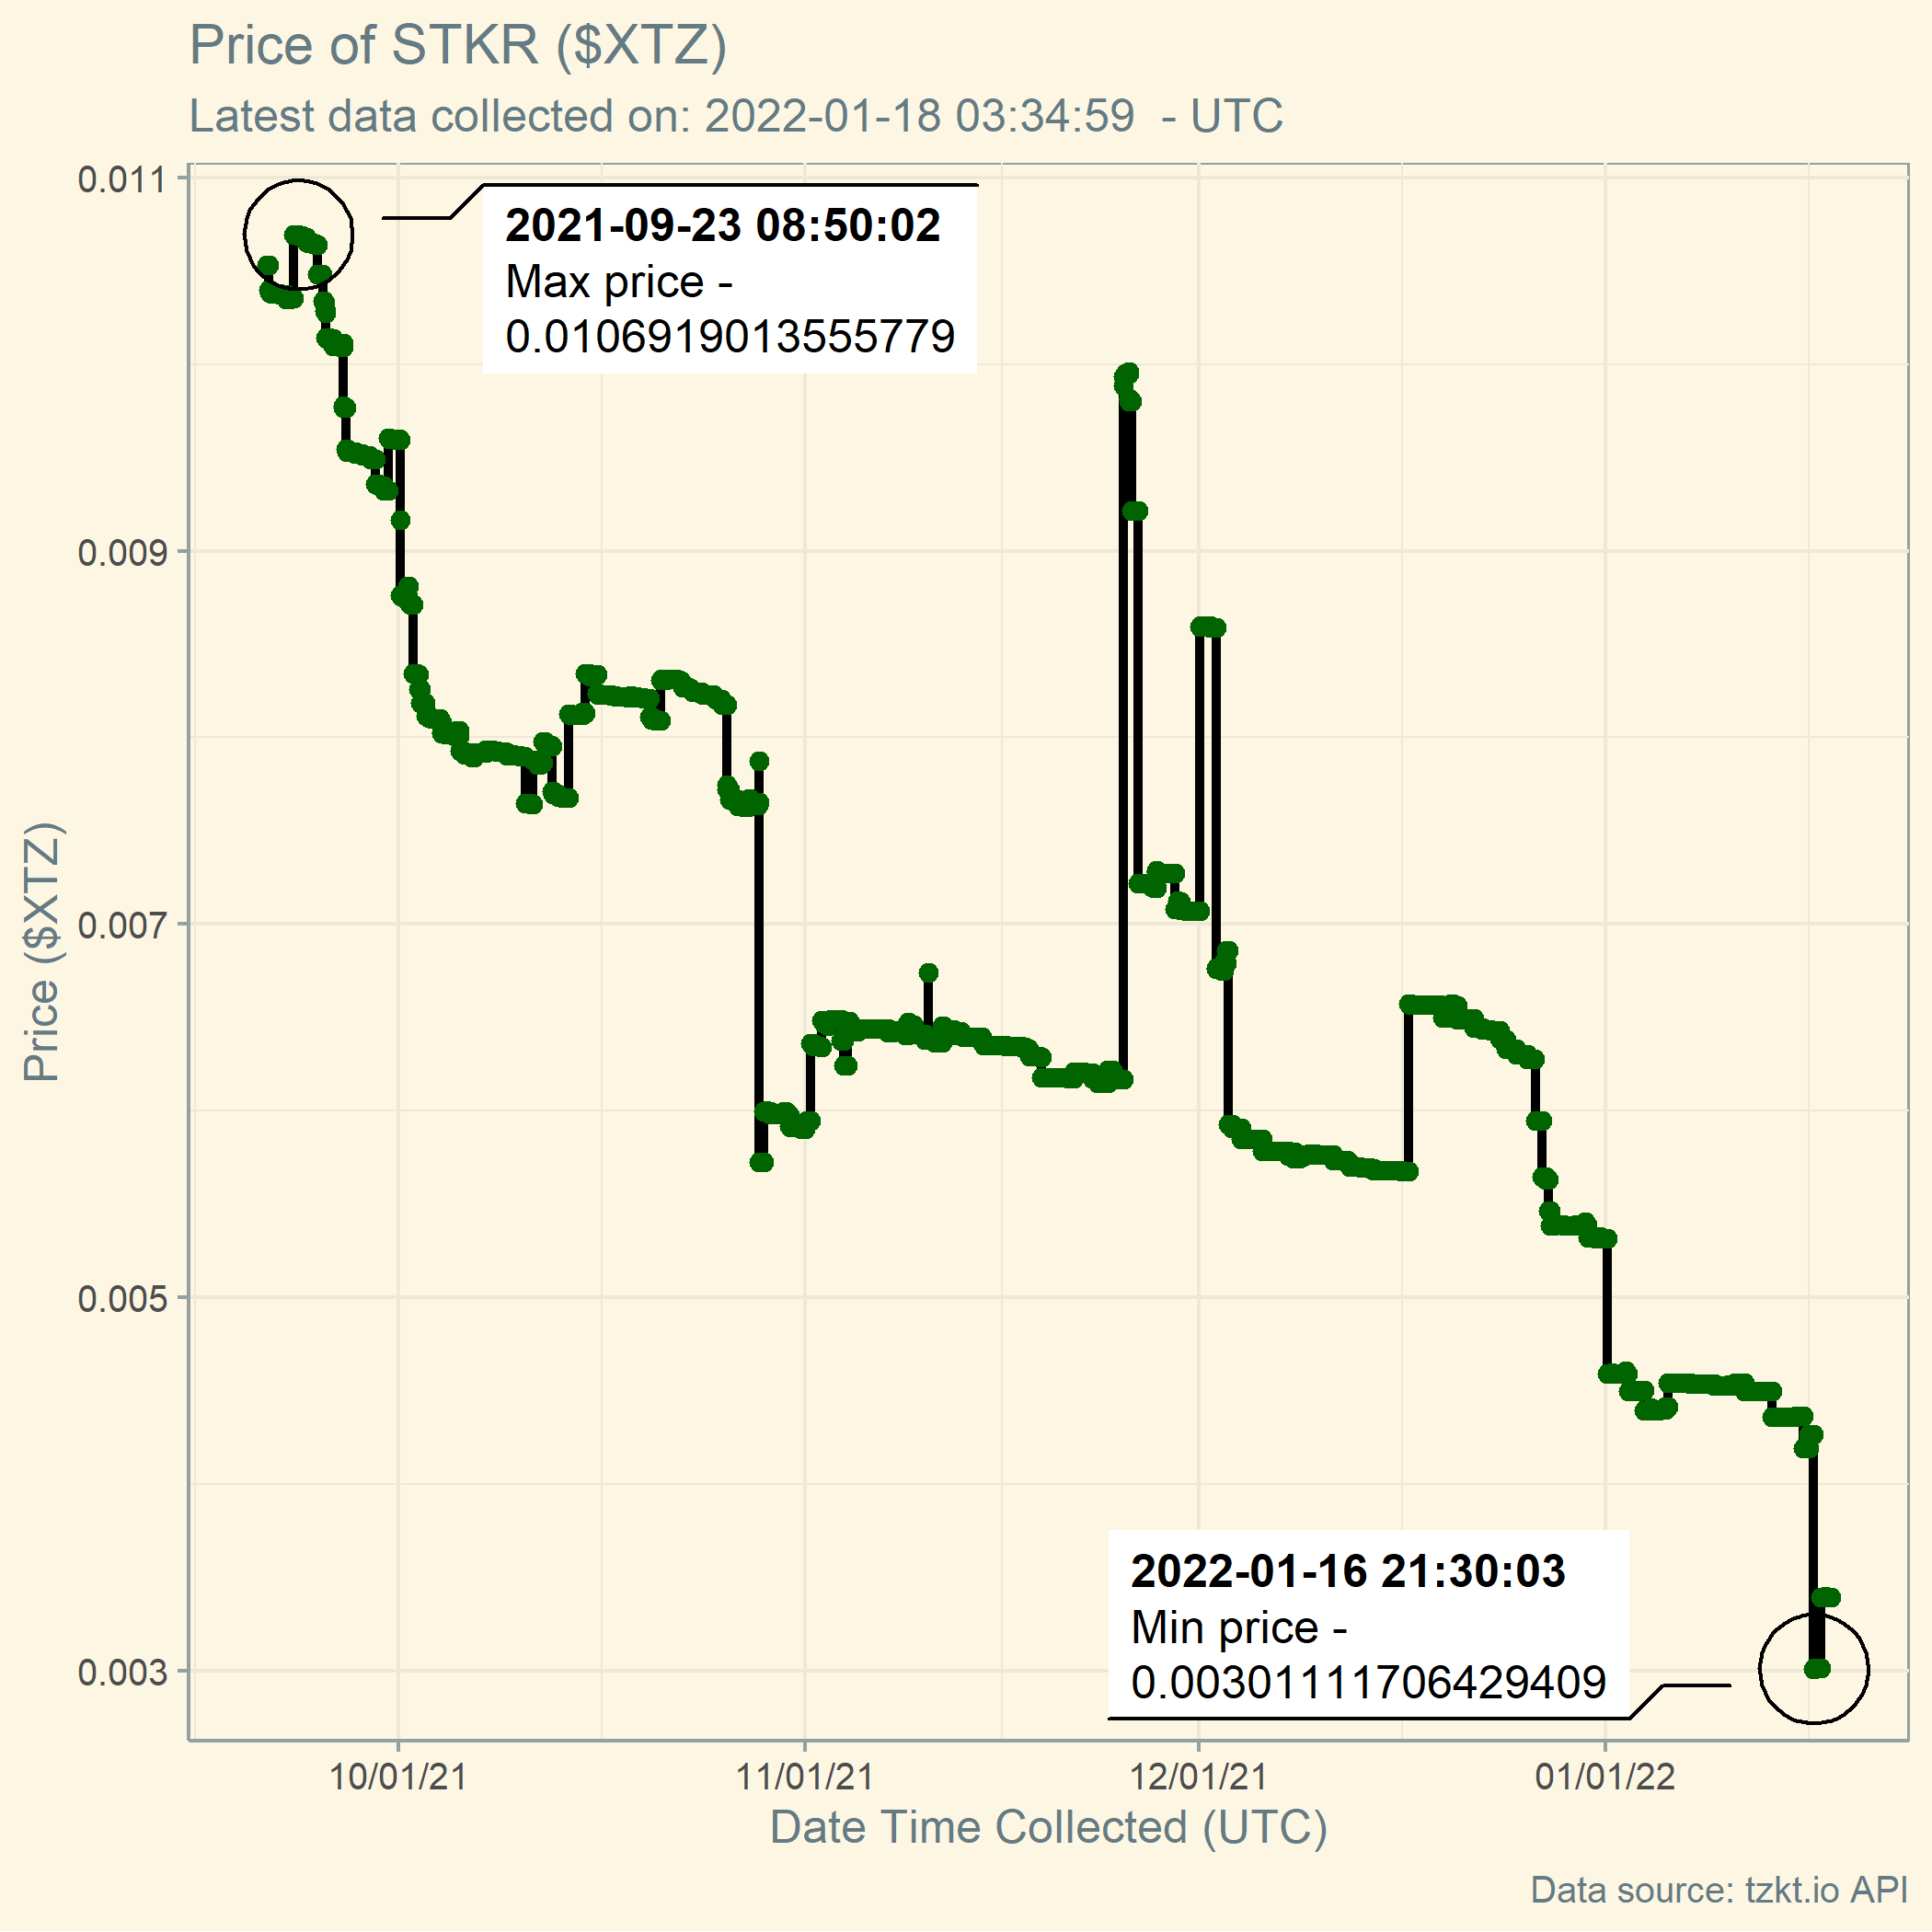 Price of STKR ($XTZ)
Latest data collected on: 2022-01-18 03:34:59  - UTC
0.011
0.009
0.007
0.005
0.003
Price ($XTZ)
2021-09-23 08:50:02
Max price -
0.0106919013555779
2022-01-16 21:30:03
Min price -
0.00301111706429409
10/01/21
11/01/21
12/01/21
01/01/22
Date Time Collected (UTC)
Data source: tzkt.io API